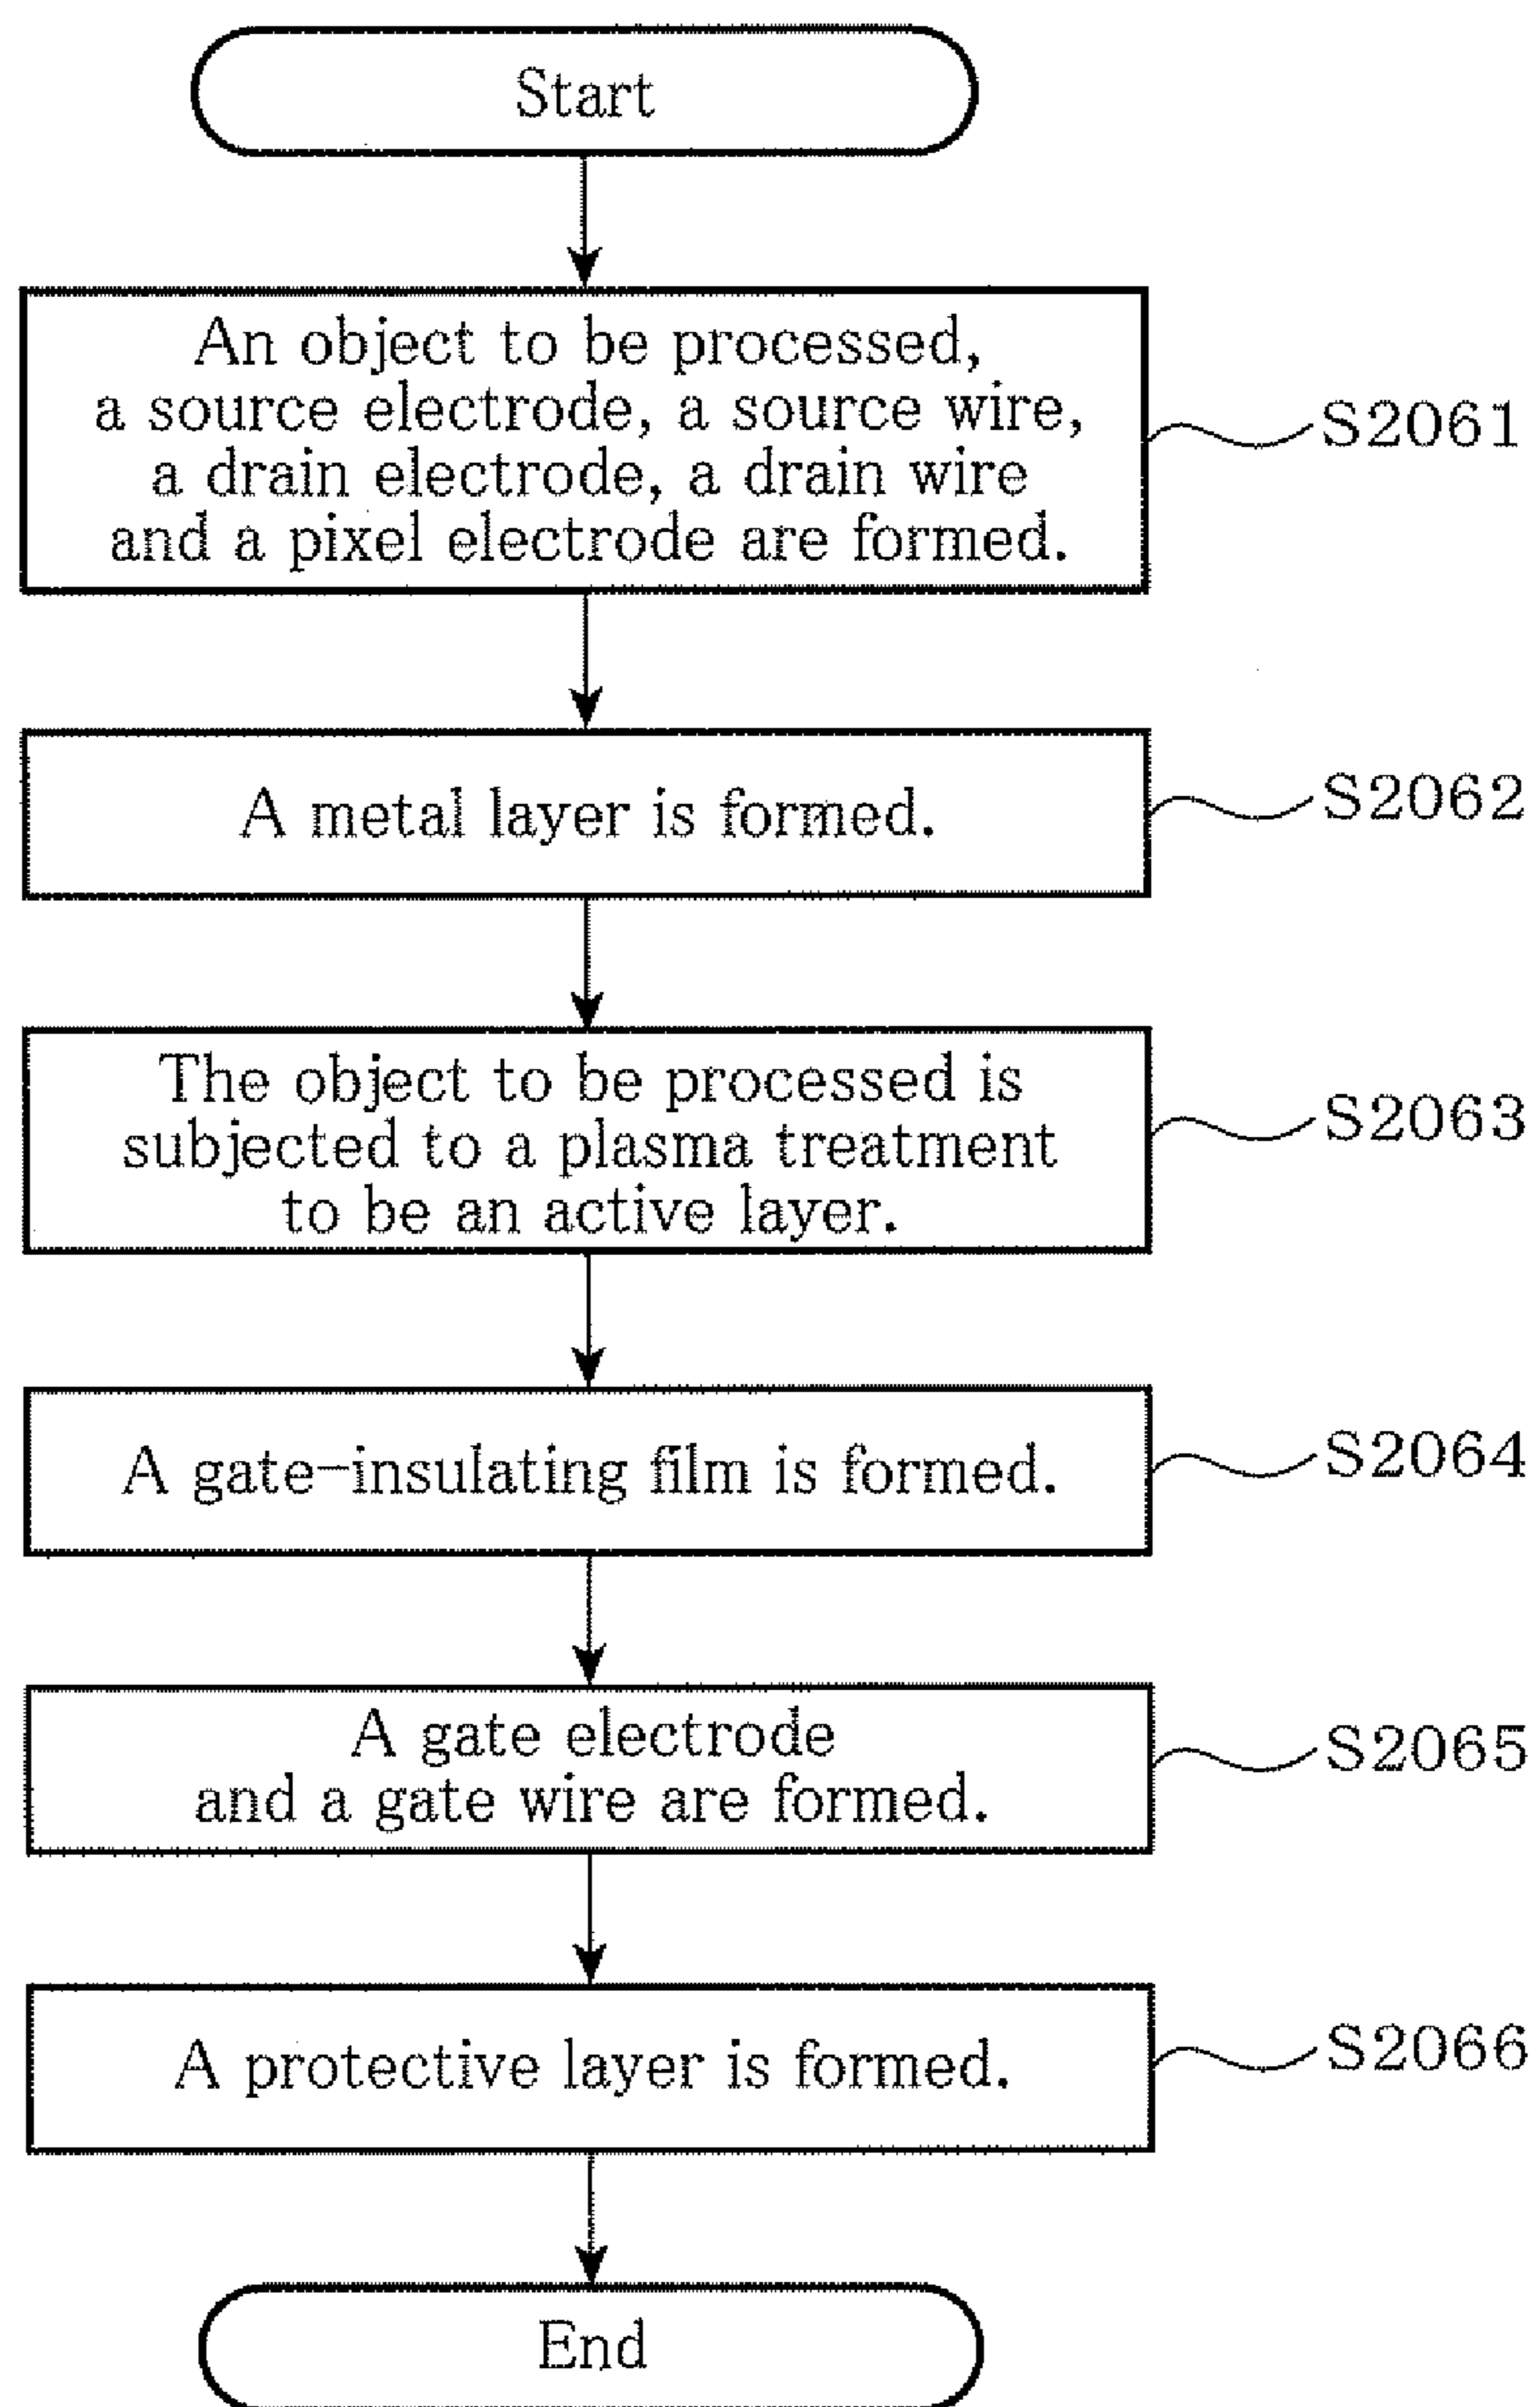 Start
An object to be processed,
a source electrode, a source wire,
a drain electrode, a drain wire
and a pixel electrode are formed.
S2061
A metal layer is formed.
S2062
The object to be processed is
subjected to a plasma treatment
to be an active layer.
S2063
A gate-insulating film is formed.
S2064
A gate electrode
and a gate wire are formed.
S2065
A protective layer is formed.
S2066
End